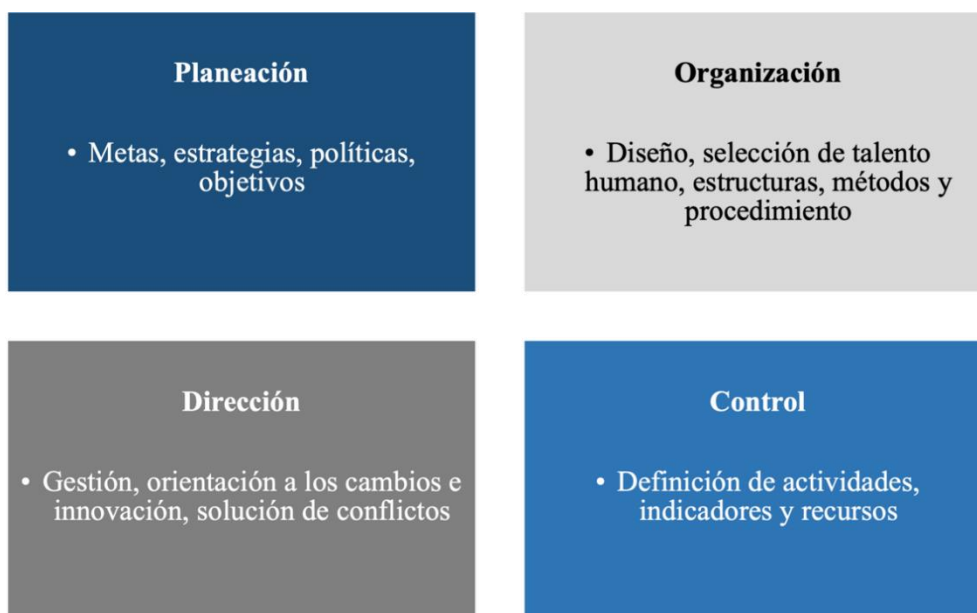 Planeación
• Metas, estrategias, políticas,
objetivos
Organización
• Diseño, selección de talento
humano, estructuras, métodos y
procedimiento
Dirección
• Gestión, orientación a los cambios e
innovación, solución de conflictos
Control
• Definición de actividades,
indicadores y recursos